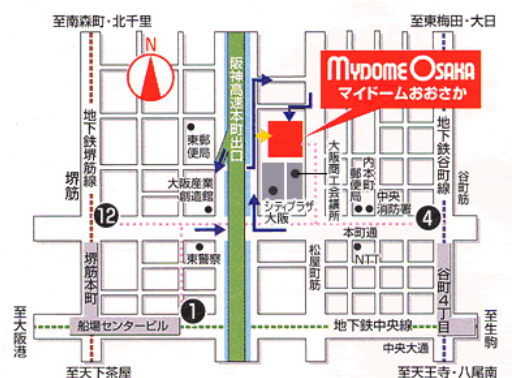 至南森町・北千里
至東梅田・大日
N
阪神高速本町出口
MYDOME OSAKA
マイドームおおさか
地下鉄堺筋線
堺筋
東郵便局
大阪産業創造館
大阪商工会議所
内本町郵便局
中央消防署
地下鉄谷町線
谷町筋
シティプラザ大阪
12
4
本町通
松屋町筋
NTT
東警察
堺筋本町
谷町4丁目
1
船場センタービル
地下鉄中央線
中央大通
至大阪港
至生駒
至天下茶屋
至天王寺・八尾南